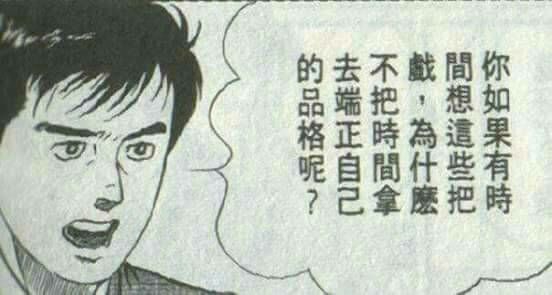 你如果有時
間想這些把
戲，為什麼
不把時間拿
去端正自己
的品格呢？